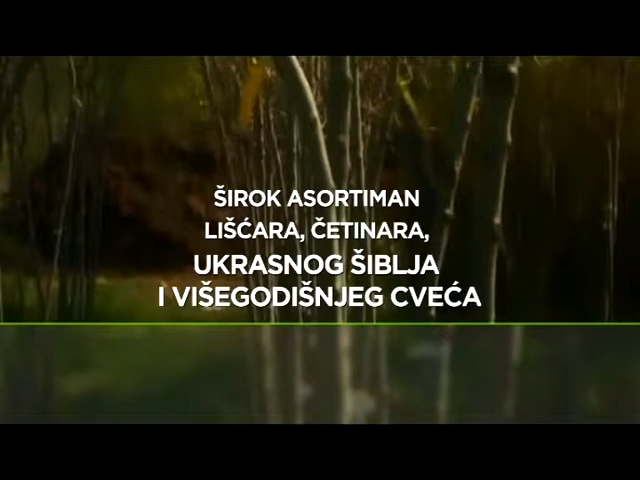 ŠIROK ASORTIMAN
LIŠĆARA, ČETINARA,
UKRASNOG ŠIBLJA
I VIŠEGODIŠNJEG CVEĆA